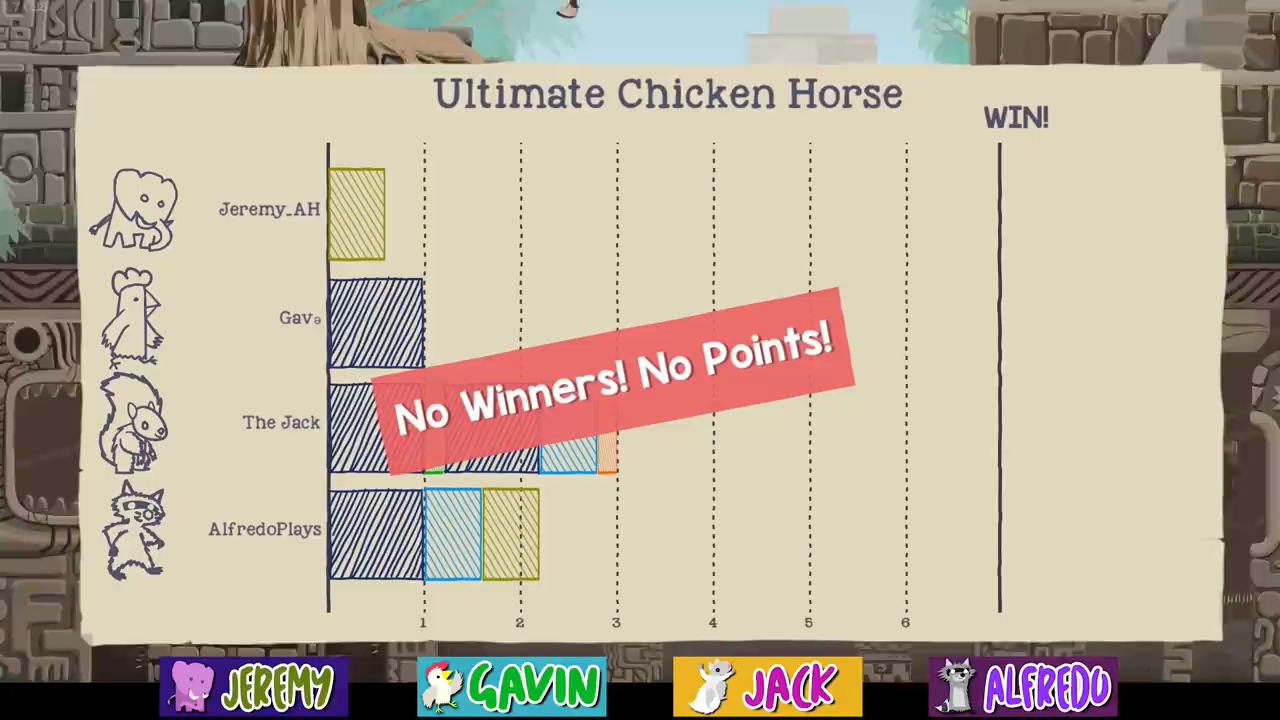 Ultimate Chicken Horse
WIN!
Jeremy_AH
Gavə
No Winners! No Points!
The Jack
AlfredoPlays
1 2 3 4 5 6
JEREMY GAVIN JACK ALFREDO